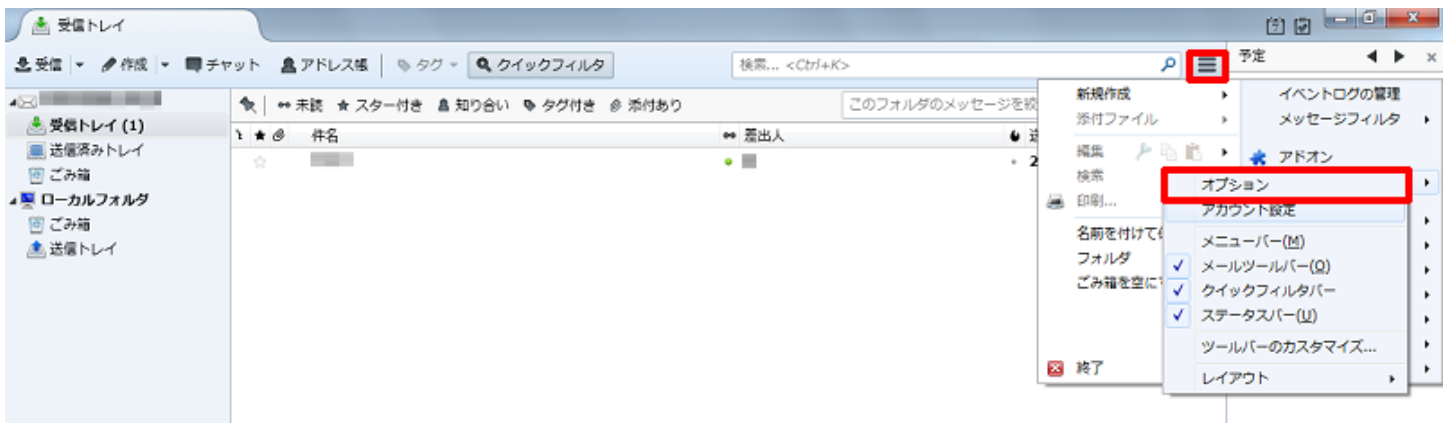 受信トレイ
受信 作成 チャット アドレス帳 タグ クイックフィルタ 検索... <Ctrl+K>
予定
未読 スター付き 知り合い タグ付き 添付あり このフォルダのメッセージを
件名 差出人
受信トレイ (1)
送信済みトレイ
ごみ箱
ローカルフォルダ
ごみ箱
送信トレイ
新規作成
添付ファイル
編集
検索
印刷...
名前を付けて
フォルダ
ごみ箱を空に
終了
イベントログの管理
メッセージフィルタ
アドオン
オプション
アカウント設定
メニューバー(M)
メールツールバー(O)
クイックフィルタバー
ステータスバー(U)
ツールバーのカスタマイズ...
レイアウト